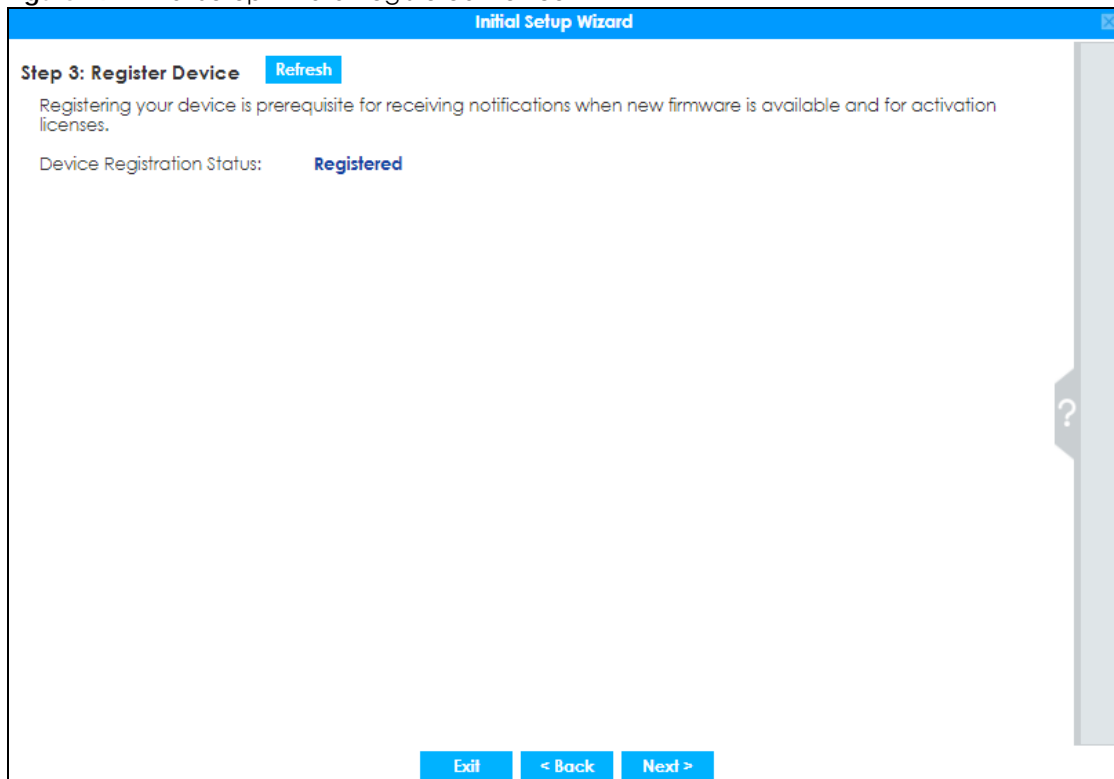 Initial Setup Wizard
Step 3: Register Device
Refresh
Registering your device is prerequisite for receiving notifications when new firmware is available and for activation
licenses.
Device Registration Status: Registered
?
Exit
< Back
Next >